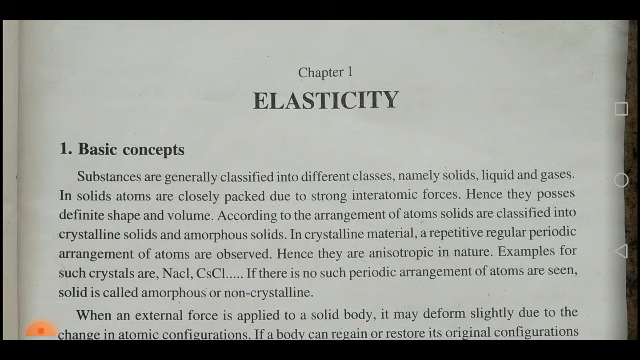 Chapter 1
ELASTICITY
1. Basic concepts
Substances are generally classified into different classes, namely solids, liquid and gases.
In solids atoms are closely packed due to strong interatomic forces. Hence they posses
definite shape and volume. According to the arrangement of atoms solids are classified into
crystalline solids and amorphous solids. In crystalline material, a repetitive regular periodic
arrangement of atoms are observed. Hence they are anisotropic in nature. Examples for
such crystals are, Nacl, CsCl..... If there is no such periodic arrangement of atoms are seen,
solid is called amorphous or non-crystalline.
When an external force is applied to a solid body, it may deform slightly due to the
change in atomic configurations. If a body can regain or restore its original configurations